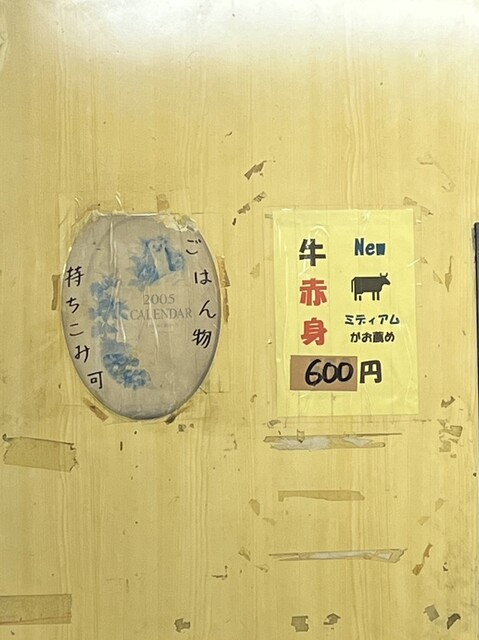 ごはん物
持ちこみ可
2005
CALENDAR
牛赤身
New
ミディアム
がお薦め
600円